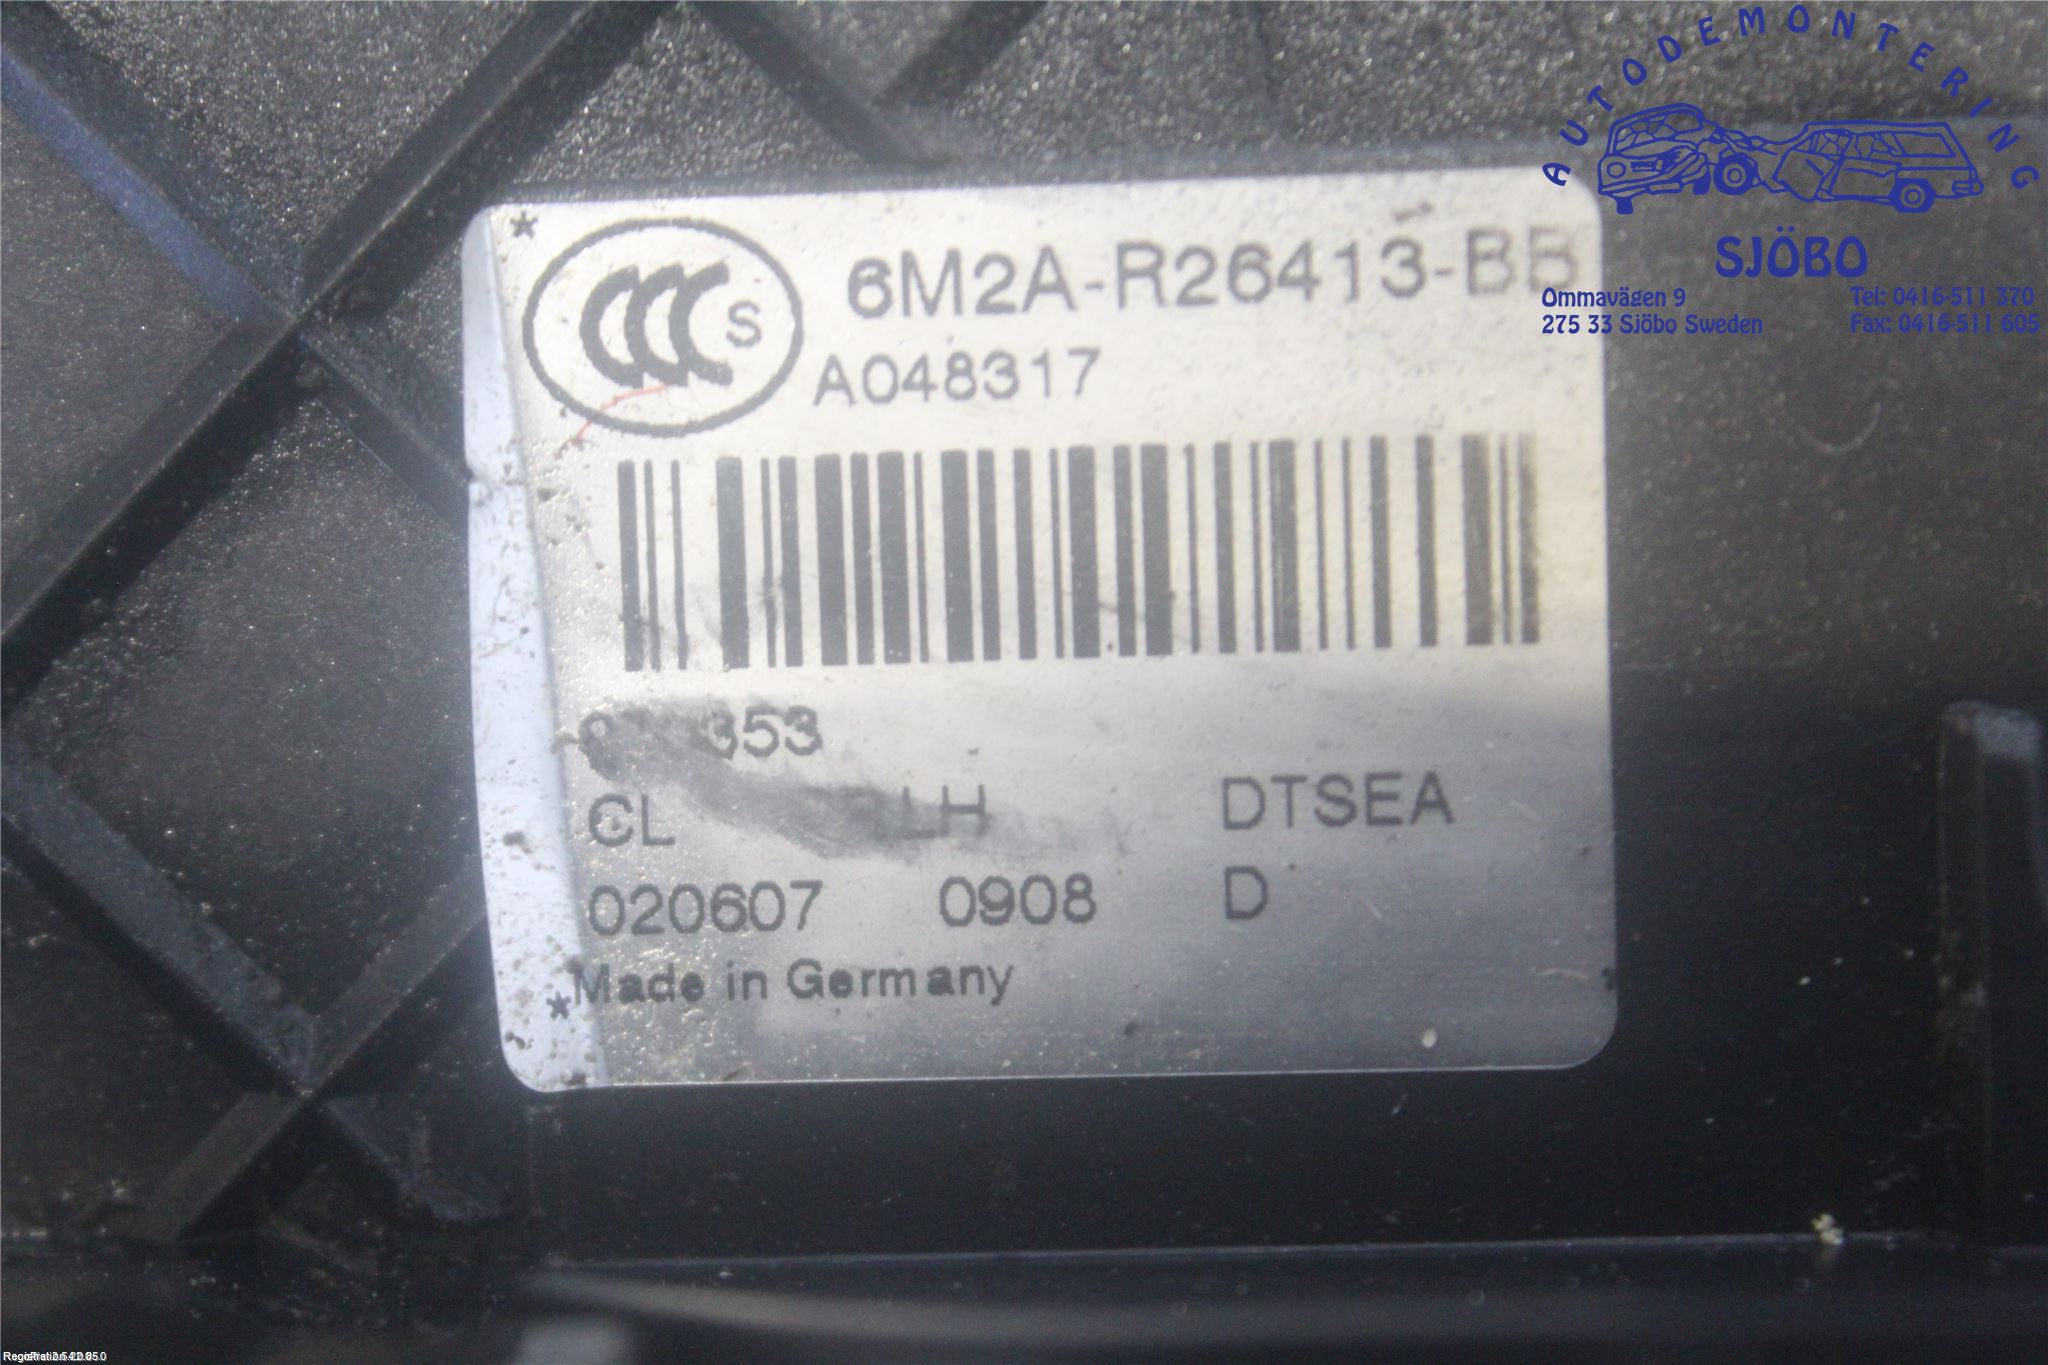 AUTODEMONTERING
SJÖBO
Ommavägen 9 Tel: 0416-511 370
275 33 Sjöbo Sweden Fax: 0416-511 605
* CCC S 6M2A-R26413-BB
A048317
CL LH DTSEA
020607 0908 D
*Made in Germany